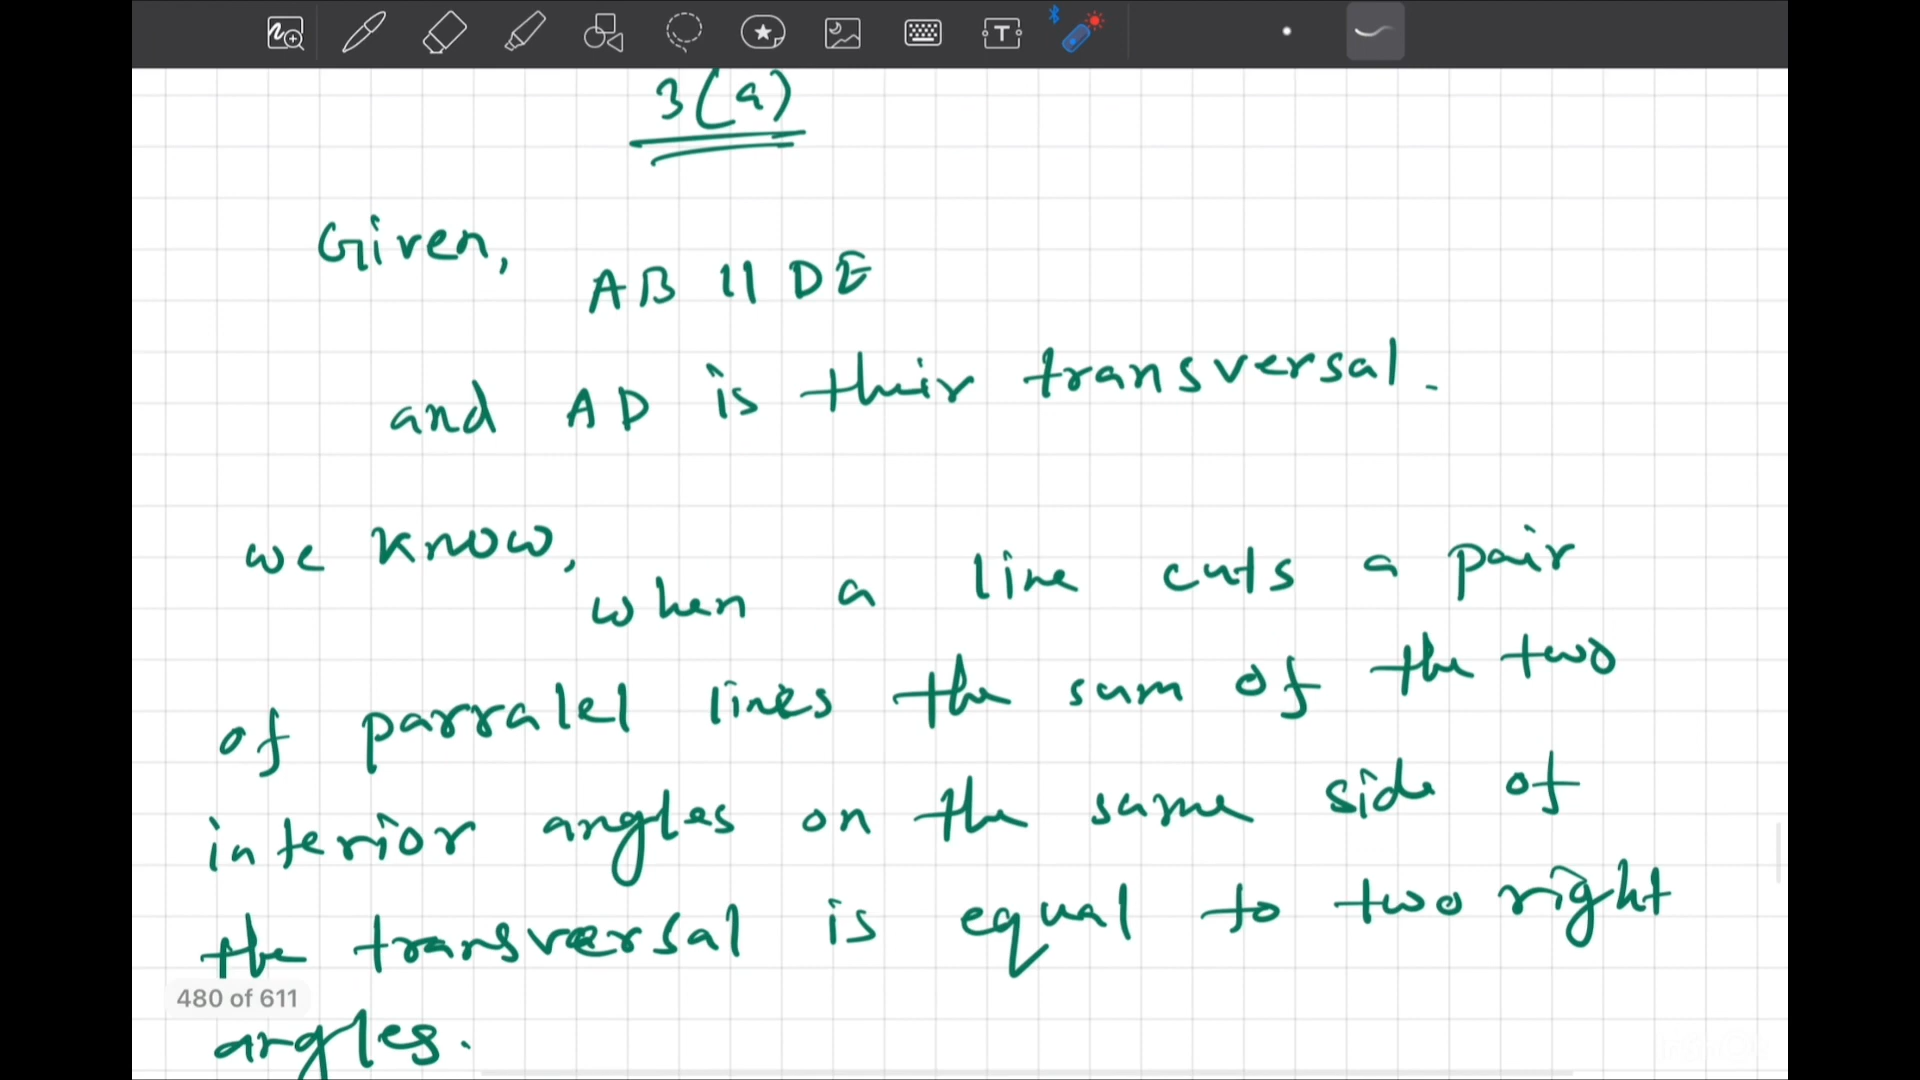 3(a)
Given,
AB || DE
and AD is their transversal.
we know,
when a line cuts a pair
of parralel lines the sum of the two
interior angles on the same side of
the transversal is equal to two right
480 of 611
angles.